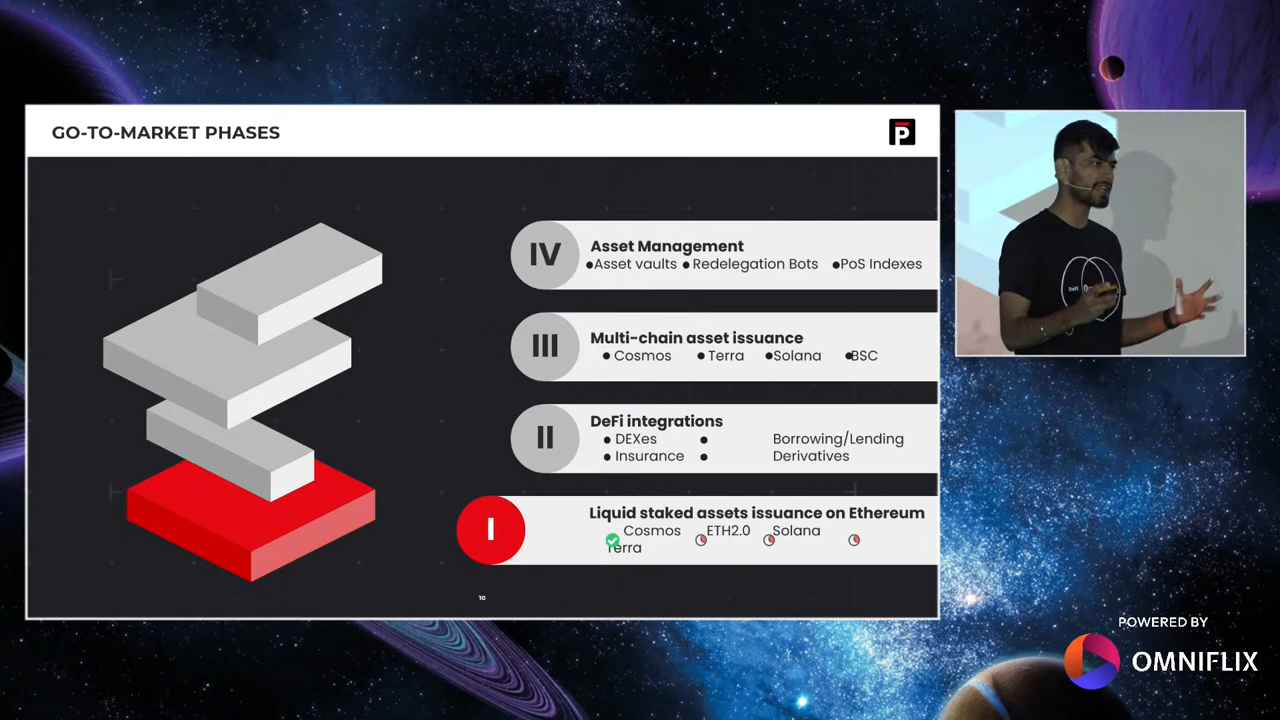 GO-TO-MARKET PHASES
P
IV
Asset Management
●Asset vaults ● Redelegation Bots ●PoS Indexes
III
Multi-chain asset issuance
● Cosmos ● Terra ●Solana ●BSC
II
DeFi integrations
● DEXes ● Borrowing/Lending
● Insurance ● Derivatives
I
Liquid staked assets issuance on Ethereum
Cosmos ETH2.0 Solana
Terra
10
POWERED BY
OMNIFLIX